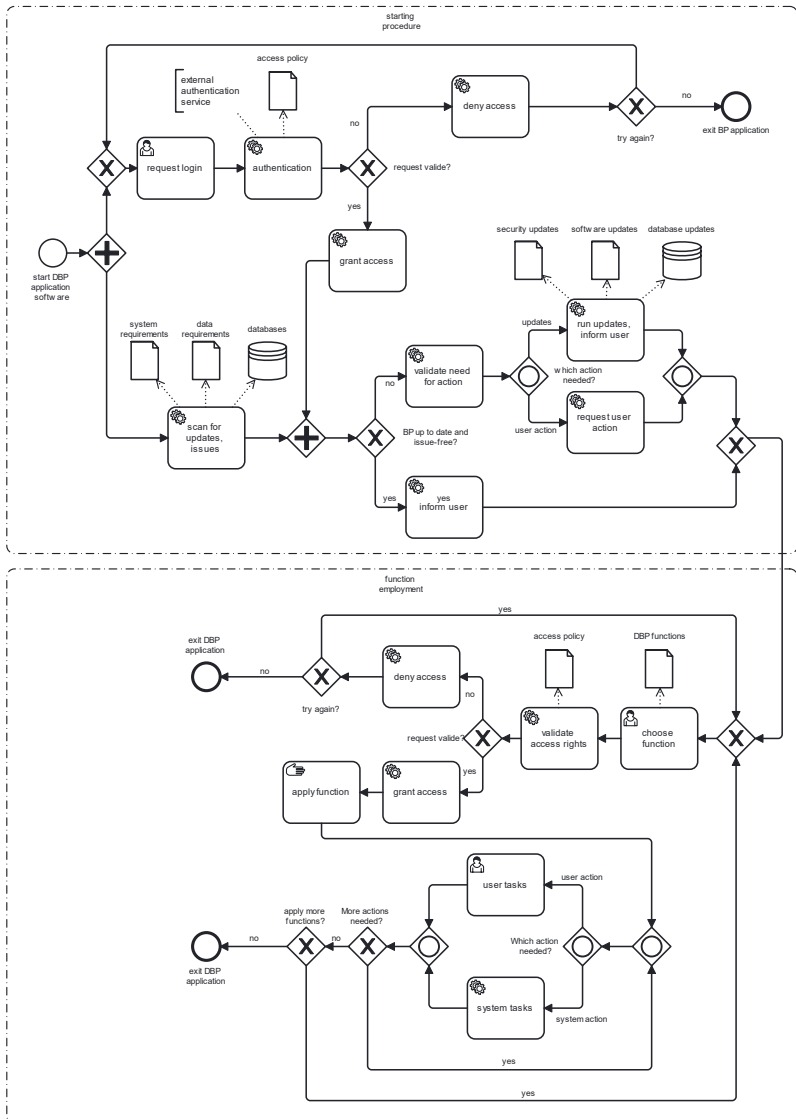 starting
procedure
access policy
external
authentication
service
deny access
no
no
try again?
exit BP application
request login
authentication
request valide?
yes
grant access
start DBP
application
softw are
security updates
softw are updates
database updates
system
requirements
data
requirements
databases
updates
run updates,
inform user
validate need
for action
which action
needed?
no
request user
action
user action
scan for
updates,
issues
BP up to date and
issue-free?
yes
yes
inform user
function
employment
yes
exit DBP
application
access policy
DBP functions
no
deny access
no
try again?
request valide?
validate
access rights
choose
function
yes
apply function
grant access
user action
user tasks
apply more
functions?
More actions
needed?
no
no
Which action
needed?
exit DBP
application
system tasks
system action
yes
yes